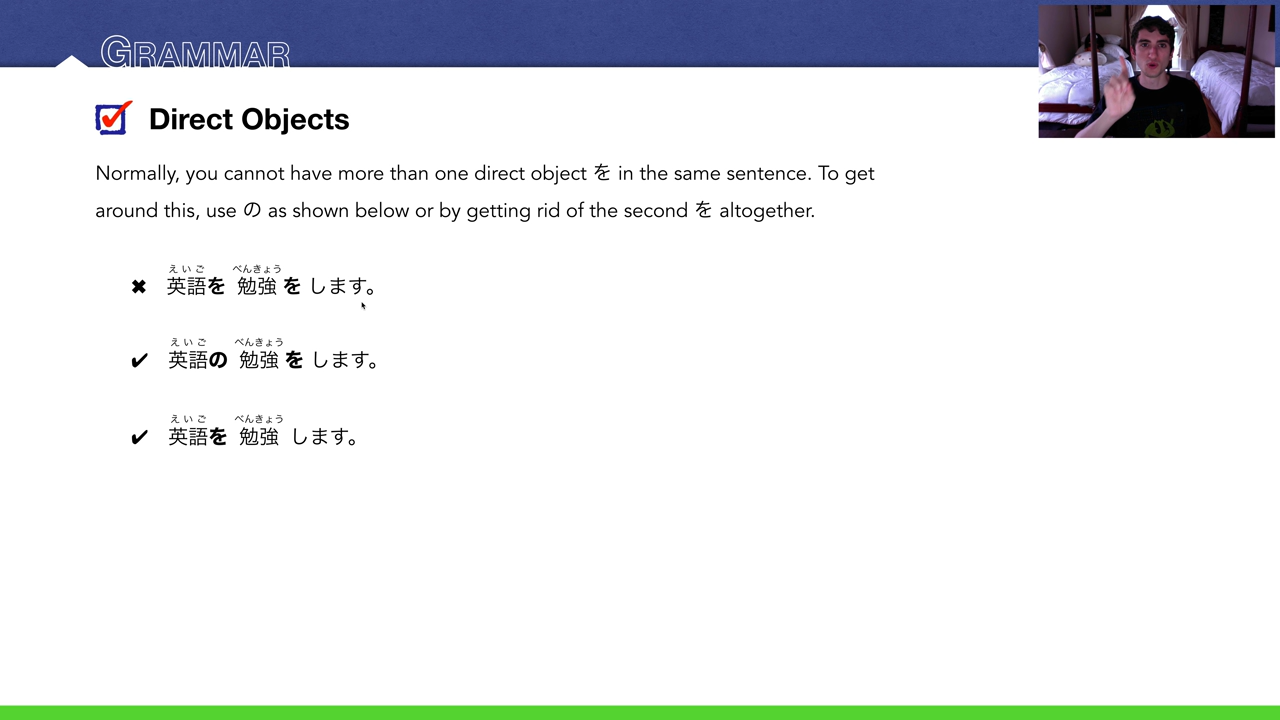 GRAMMAR
Direct Objects
Normally, you cannot have more than one direct object を in the same sentence. To get
around this, use の as shown below or by getting rid of the second を altogether.
えいご べんきょう
✖ 英語を 勉強 を します。
えいご べんきょう
✔ 英語の 勉強 を します。
えいご べんきょう
✔ 英語を 勉強 します。